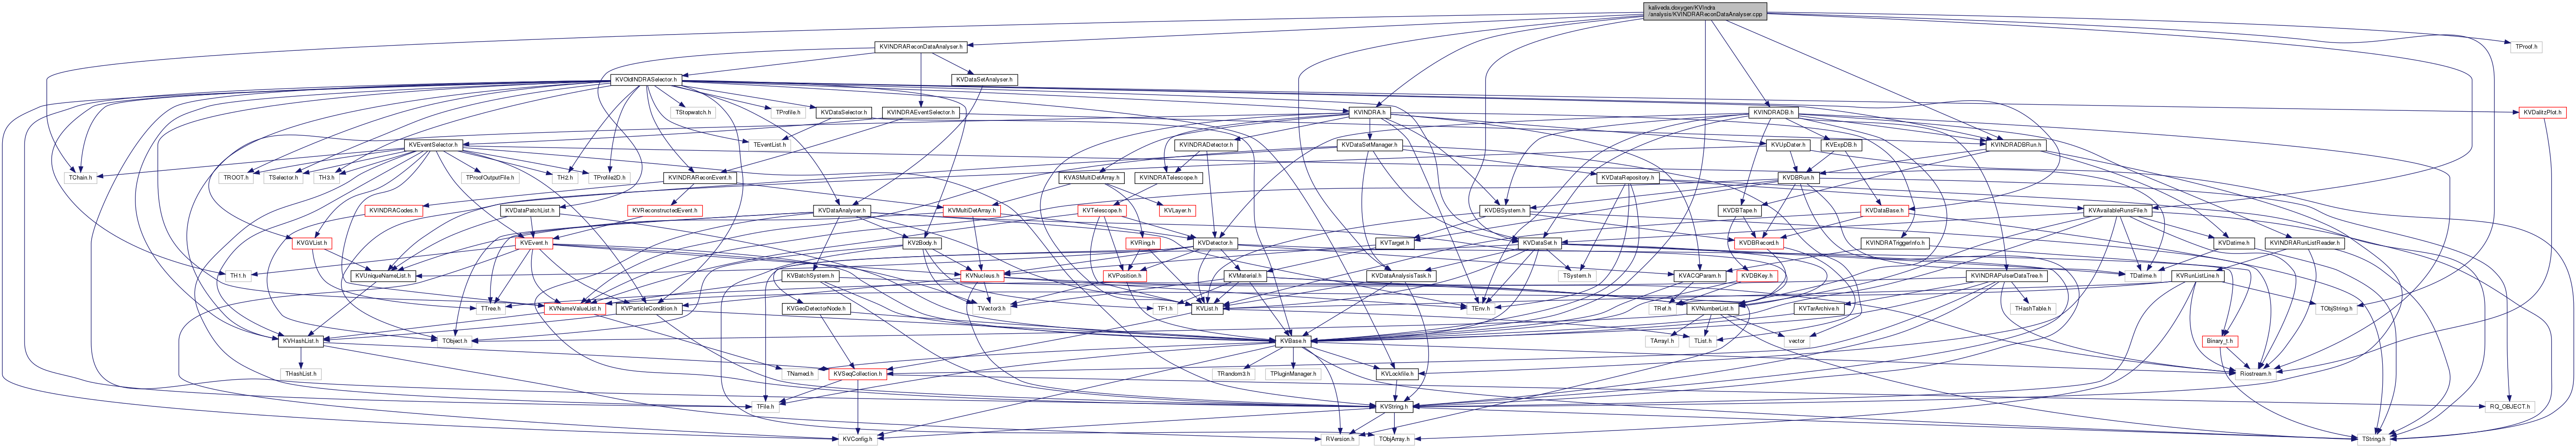 kaliveda.doxygen/KVIndra
/analysis/KVINDRAReconDataAnalyser.cpp
KVINDRAReconDataAnalyser.h
TProof.h
KVOldINDRASelector.h
KVDataSetAnalyser.h
TStopwatch.h
TProfile.h
KVDataSelector.h
KVINDRAEventSelector.h
KVINDRA.h
KVINDRADB.h
KVDalitzPlot.h
KVEventSelector.h
TEventList.h
KVINDRADetector.h
KVDataSetManager.h
KVUpDater.h
KVExpDB.h
KVINDRADBRun.h
TChain.h
TROOT.h
TSelector.h
TH3.h
TProofOutputFile.h
TH2.h
TProfile2D.h
KVINDRAReconEvent.h
KVASMultiDetArray.h
KVINDRATelescope.h
KVDataRepository.h
KVDBRun.h
KVINDRACodes.h
KVDataPatchList.h
KVReconstructedEvent.h
KVDataAnalyser.h
KVMultiDetArray.h
KVTelescope.h
KVLayer.h
KVDBSystem.h
KVDBTape.h
KVDataBase.h
KVAvailableRunsFile.h
KVGVList.h
KVEvent.h
KV2Body.h
KVRing.h
KVDetector.h
KVTarget.h
KVDataSet.h
KVDBRecord.h
KVINDRATriggerInfo.h
KVDatime.h
KVINDRARunListReader.h
TH1.h
KVUniqueNameList.h
KVBatchSystem.h
KVNucleus.h
KVPosition.h
KVMaterial.h
KVDataAnalysisTask.h
TSystem.h
KVACQParam.h
KVDBKey.h
KVINDRAPulserDataTree.h
TDatime.h
KVRunListLine.h
TTree.h
KVNameValueList.h
KVParticleCondition.h
KVGeoDetectorNode.h
TVector3.h
TF1.h
KVList.h
TEnv.h
TRef.h
KVNumberList.h
KVTarArchive.h
THashTable.h
TObjString.h
KVHashList.h
TObject.h
KVBase.h
TArrayI.h
TList.h
vector
Binary_t.h
THashList.h
TNamed.h
KVSeqCollection.h
TRandom3.h
TPluginManager.h
KVLockfile.h
Riostream.h
TFile.h
KVString.h
RQ_OBJECT.h
KVConfig.h
RVersion.h
TObjArray.h
TString.h